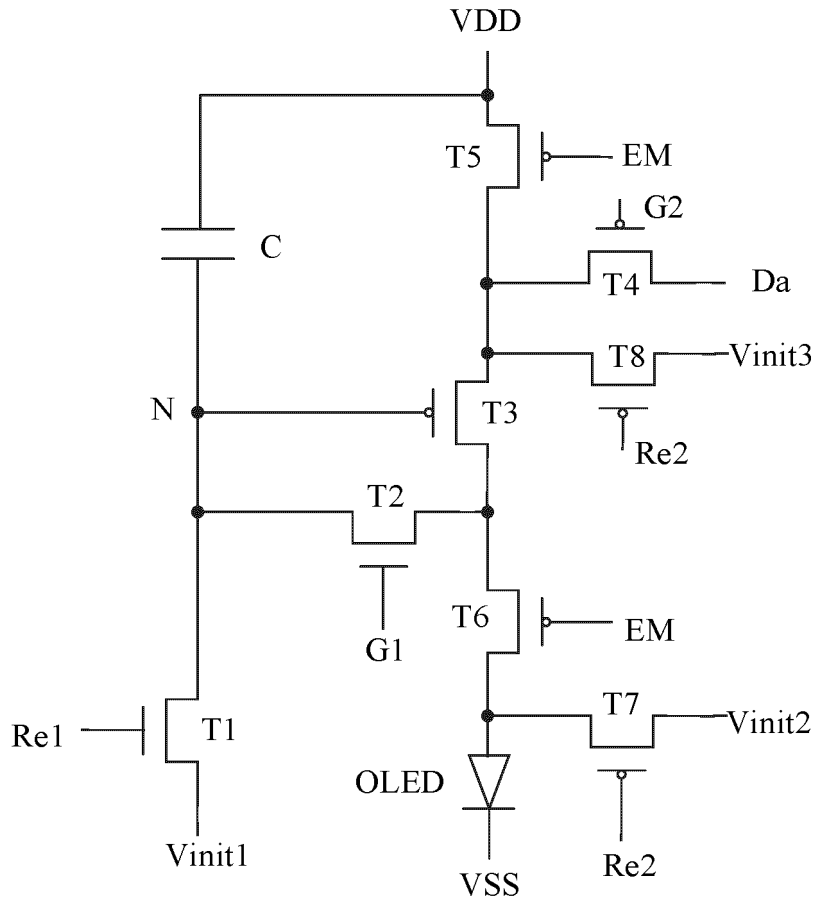 VDD
T5
EM
G2
C
T4
Da
T8
Vinit3
N
T3
Re2
T2
T6
EM
G1
T7
Re1
T1
Vinit2
OLED
Vinit1
Re2
VSS